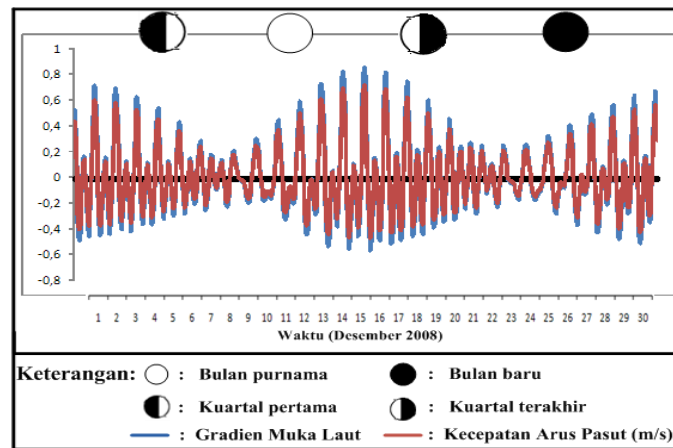 1
0,8
0,6
0,4
0,2
0
-0,2
-0,4
-0,6
-0,8
1 2 3 4 5 6 7 8 9 10 11 12 13 14 15 16 17 18 19 20 21 22 23 24 25 26 27 28 29 30
Waktu (Desember 2008)
Keterangan: : Bulan purnama : Bulan baru
: Kuartal pertama : Kuartal terakhir
: Gradien Muka Laut : Kecepatan Arus Pasut (m/s)